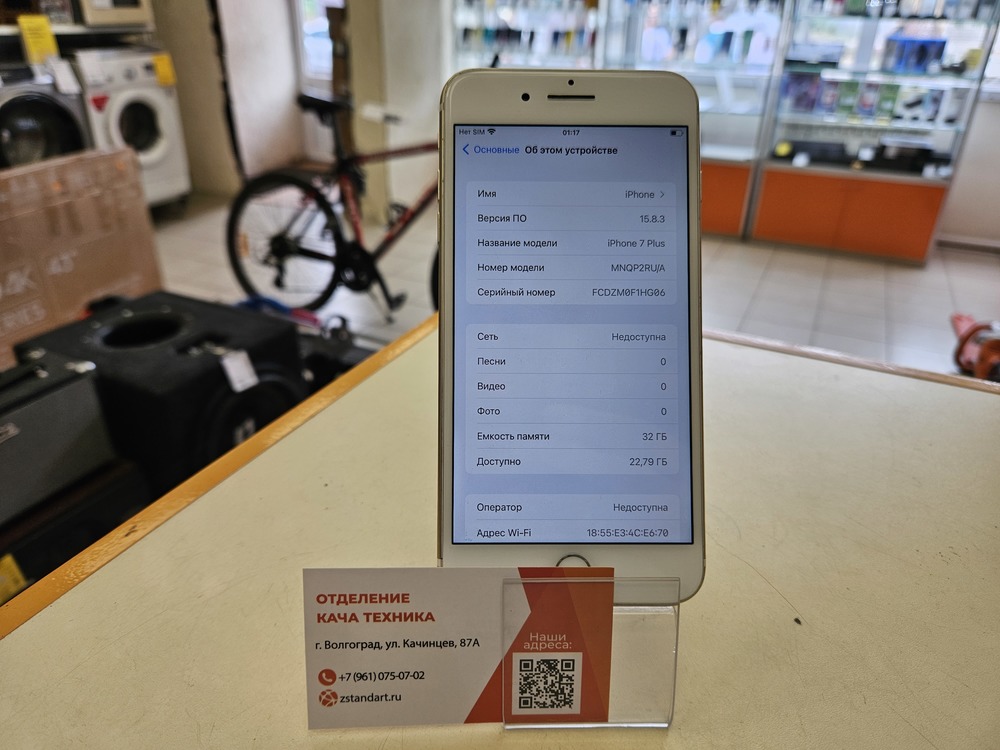 Нет SIM 01:17
Основные Об этом устройстве
Имя iPhone
Версия ПО 15.8.3
Название модели iPhone 7 Plus
Номер модели MNQP2RU/A
Серийный номер FCDZM0F1HG06
Сеть Недоступна
Песни 0
Видео 0
Фото 0
Емкость памяти 32 ГБ
Доступно 22,79 ГБ
Оператор Недоступна
Адрес Wi-Fi 18:55:E3:4C:E6:70
ОТДЕЛЕНИЕ
КАЧА ТЕХНИКА
г. Волгоград, ул. Качинцев, 87А
+7 (961) 075-07-02
zstandart.ru
Наши
адреса:
4K 43"